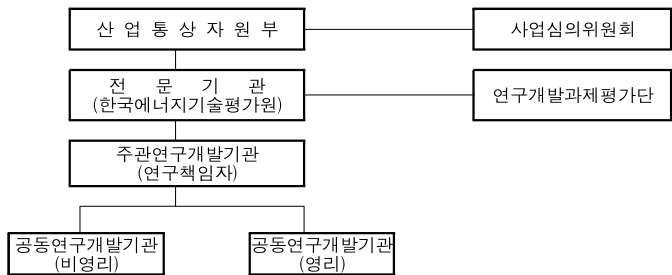 산 업 통 상 자 원 부
사업심의위원회
전 문 기 관
(한국에너지기술평가원)
연구개발과제평가단
주관연구개발기관
(연구책임자)
공동연구개발기관
(비영리)
공동연구개발기관
(영리)